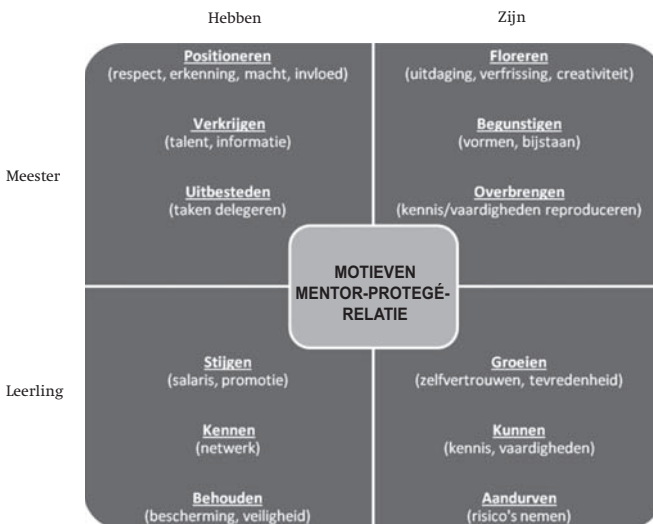 Hebben
Zijn
Meester
Positioneren
(respect, erkenning, macht, invloed)
Verkrijgen
(talent, informatie)
Uitbesteden
(taken delegeren)
Floreren
(uitdaging, verfrissing, creativiteit)
Begunstigen
(vormen, bijstaan)
Overbrengen
(kennis/vaardigheden reproduceren)
MOTIEVEN
MENTOR-PROTEGÉ-
RELATIE
Leerling
Stijgen
(salaris, promotie)
Kennen
(netwerk)
Behouden
(bescherming, veiligheid)
Groeien
(zelfvertrouwen, tevredenheid)
Kunnen
(kennis, vaardigheden)
Aandurven
(risico's nemen)